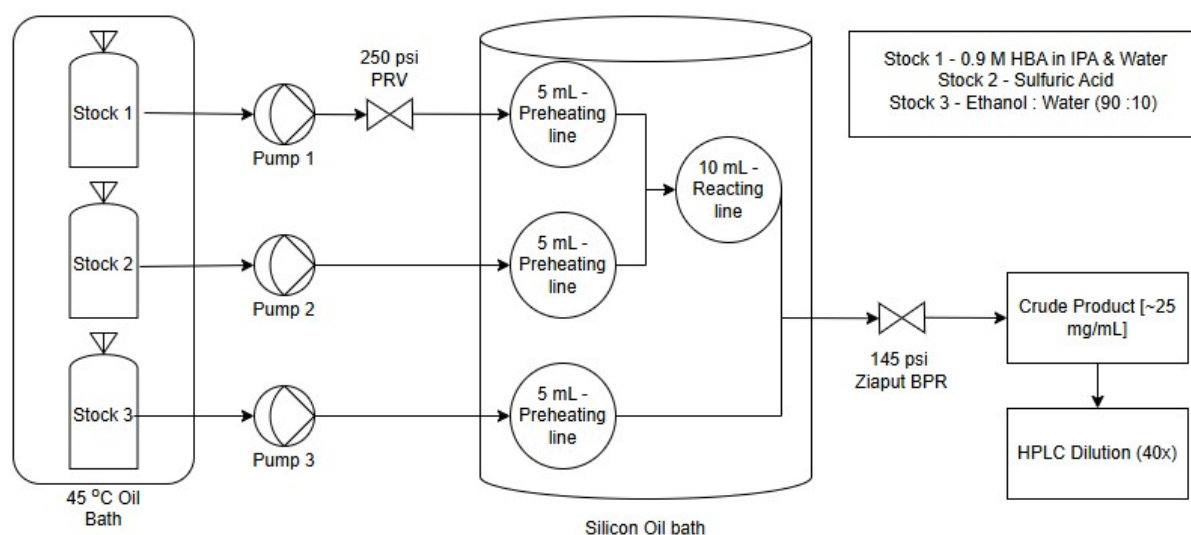 250 psi
PRV
Stock 1 - 0.9 M HBA in IPA & Water
Stock 2 - Sulfuric Acid
Stock 3 - Ethanol : Water (90 :10)
Stock 1
Pump 1
5 mL -
Preheating
line
10 mL -
Reacting
line
Stock 2
Pump 2
5 mL -
Preheating
line
145 psi
Ziaput BPR
Crude Product [~25
mg/mL]
Stock 3
Pump 3
5 mL -
Preheating
line
HPLC Dilution (40x)
45 °C Oil
Bath
Silicon Oil bath